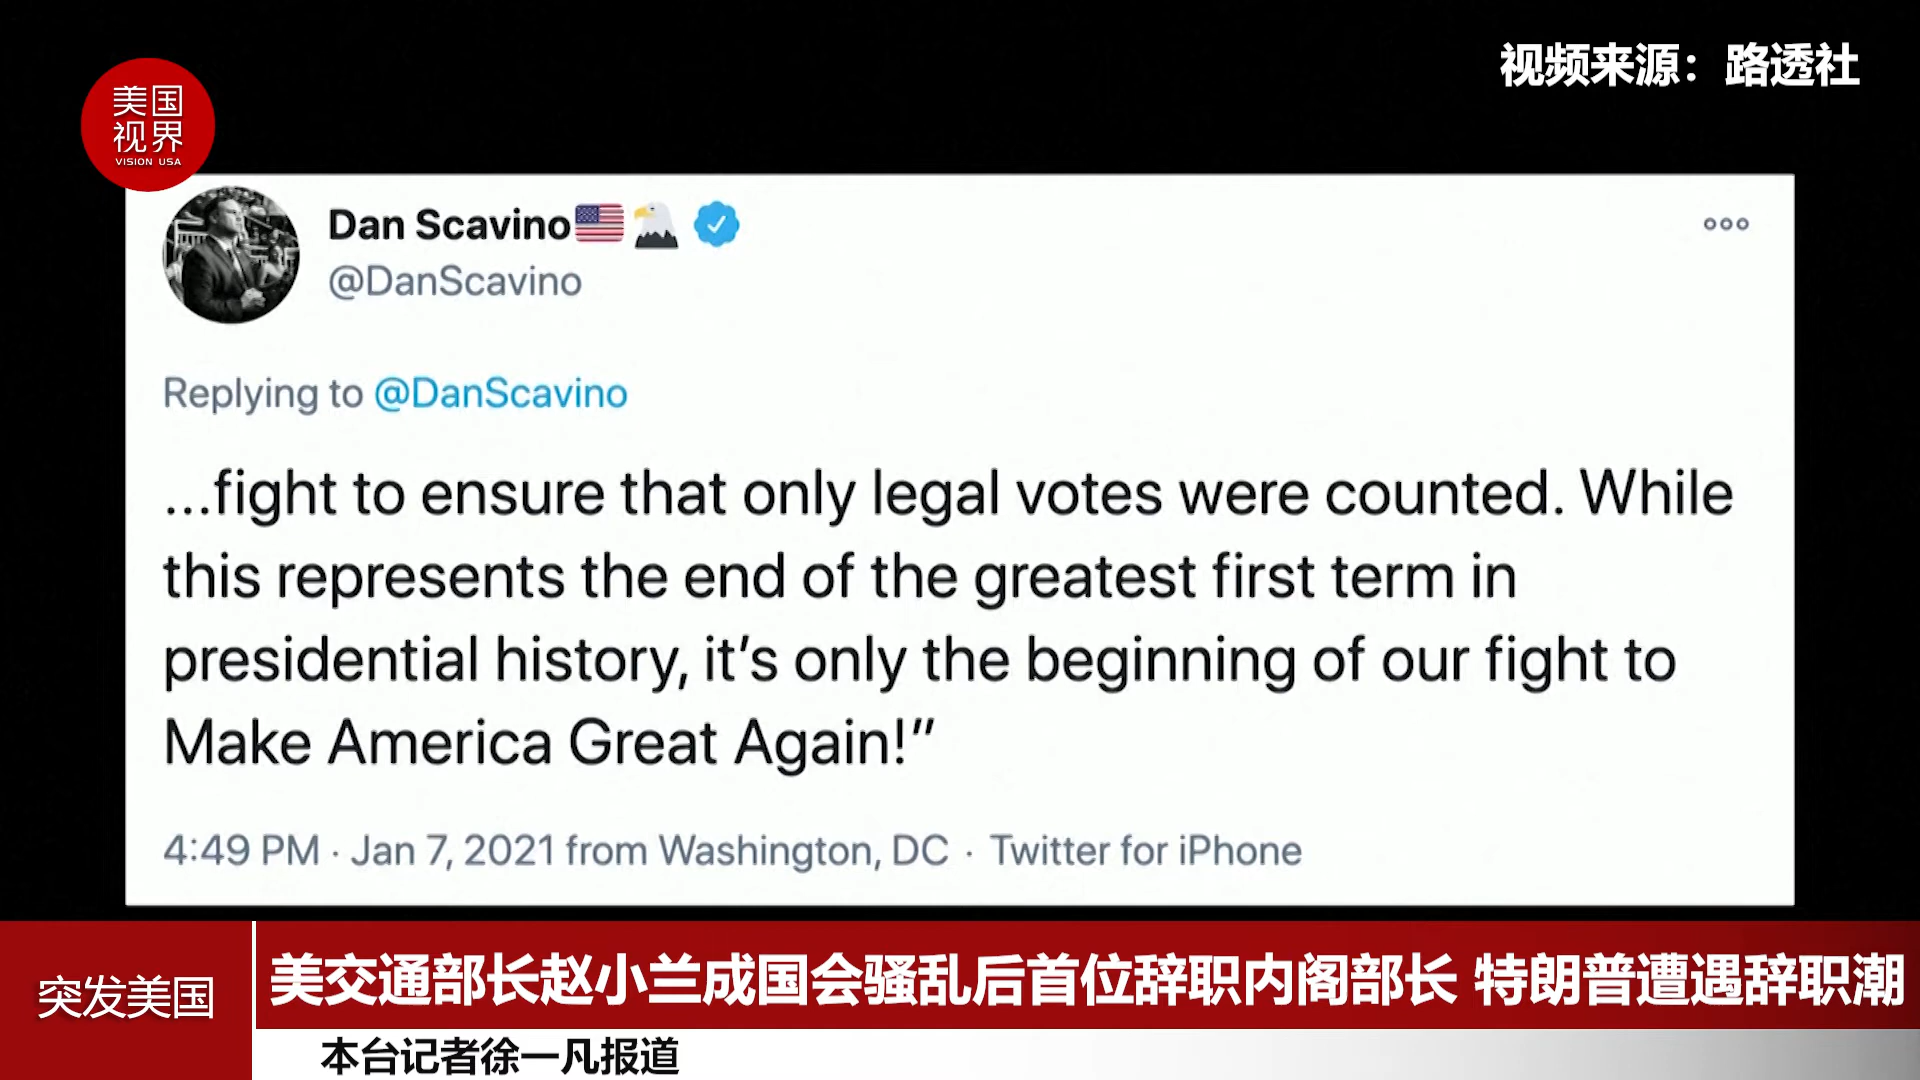 视频来源：路透社
美国
视界
VISION USA
Dan Scavino
@DanScavino
Replying to @DanScavino
...fight to ensure that only legal votes were counted. While
this represents the end of the greatest first term in
presidential history, it’s only the beginning of our fight to
Make America Great Again!”
4:49 PM · Jan 7, 2021 from Washington, DC · Twitter for iPhone
突发美国
美交通部长赵小兰成国会骚乱后首位辞职内阁部长 特朗普遭遇辞职潮
本台记者徐一凡报道